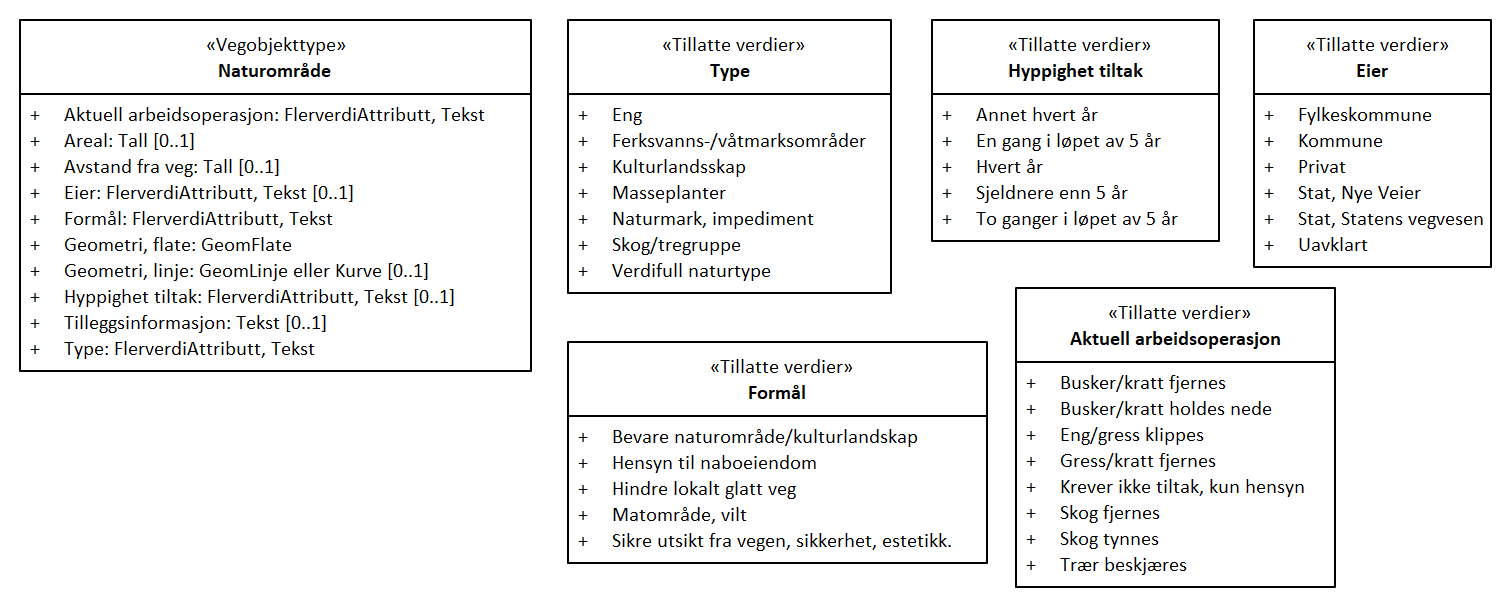 «Vegobjekttype»
Naturområde
+ Aktuell arbeidsoperasjon: FlerverdiAttributt, Tekst
+ Areal: Tall [0..1]
+ Avstand fra veg: Tall [0..1]
+ Eier: FlerverdiAttributt, Tekst [0..1]
+ Formål: FlerverdiAttributt, Tekst
+ Geometri, flate: GeomFlate
+ Geometri, linje: GeomLinje eller Kurve [0..1]
+ Hyppighet tiltak: FlerverdiAttributt, Tekst [0..1]
+ Tilleggsinformasjon: Tekst [0..1]
+ Type: FlerverdiAttributt, Tekst
«Tillatte verdier»
Type
+ Eng
+ Ferksvanns-/våtmarksområder
+ Kulturlandsskap
+ Masseplanter
+ Naturmark, impediment
+ Skog/tregruppe
+ Verdifull naturtype
«Tillatte verdier»
Hyppighet tiltak
+ Annet hvert år
+ En gang i løpet av 5 år
+ Hvert år
+ Sjeldnere enn 5 år
+ To ganger i løpet av 5 år
«Tillatte verdier»
Eier
+ Fylkeskommune
+ Kommune
+ Privat
+ Stat, Nye Veier
+ Stat, Statens vegvesen
+ Uavklart
«Tillatte verdier»
Formål
+ Bevare naturområde/kulturlandskap
+ Hensyn til naboeiendom
+ Hindre lokalt glatt veg
+ Matområde, vilt
+ Sikre utsikt fra vegen, sikkerhet, estetikk.
«Tillatte verdier»
Aktuell arbeidsoperasjon
+ Busker/kratt fjernes
+ Busker/kratt holdes nede
+ Eng/gress klippes
+ Gress/kratt fjernes
+ Krever ikke tiltak, kun hensyn
+ Skog fjernes
+ Skog tynnes
+ Trær beskjæres